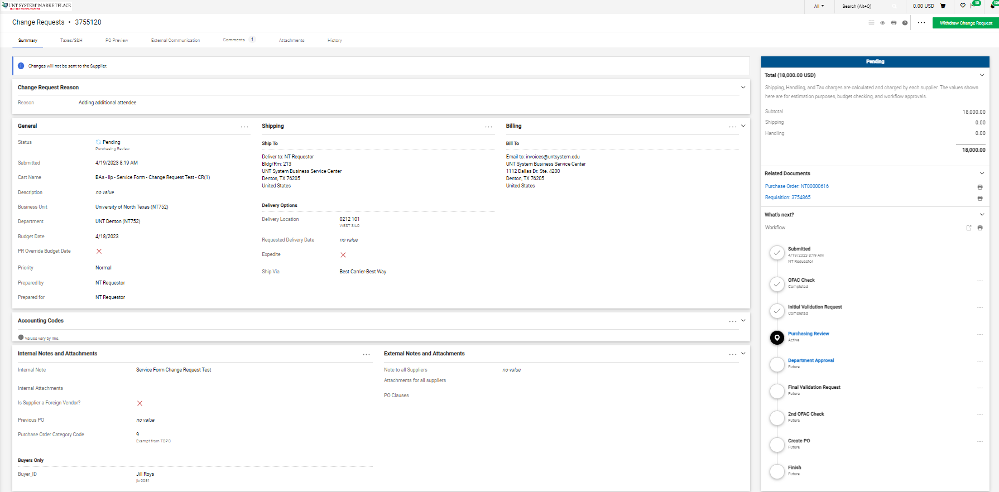 UNT SYSTEM MARKETPLACE
TESTING ENVIRONMENT
All
Search (Alt+Q)
0.00 USD
13
Change Requests • 3755120
Withdraw Change Request
Summary
Taxes/S&H
PO Preview
External Communication
Comments 1
Attachments
History
Changes will not be sent to the Supplier.
Change Request Reason
Reason Adding additional attendee
General
Status Pending
Purchasing Review
Submitted 4/19/2023 8:19 AM
Cart Name BAs - IIp - Service Form - Change Request Test - CR(1)
Description no value
Business Unit University of North Texas (NT752)
Department UNT Denton (NT752)
Budget Date 4/18/2023
PR Override Budget Date
Priority Normal
Prepared by NT Requestor
Prepared for NT Requestor
Shipping
Ship To
Deliver to: NT Requestor
Bldg/Rm: 213
UNT System Business Service Center
Denton, TX 76205
United States
Delivery Options
Delivery Location 0212 101
WEST SILO
Requested Delivery Date no value
Expedite
Ship Via Best Carrier-Best Way
Billing
Bill To
Email to: invoices@untsystem.edu
UNT System Business Service Center
1112 Dallas Dr. Ste. 4200
Denton, TX 76205
United States
Accounting Codes
Values vary by line.
Internal Notes and Attachments
Internal Note Service Form Change Request Test
Internal Attachments
Is Supplier a Foreign Vendor?
Previous PO no value
Purchase Order Category Code 9
Exempt from TBPC
Buyers Only
Buyer_ID Jill Roys
jkr0051
External Notes and Attachments
Note to all Suppliers no value
Attachments for all suppliers
PO Clauses
Pending
Total (18,000.00 USD)
Shipping, Handling, and Tax charges are calculated and charged by each supplier. The values shown
here are for estimation purposes, budget checking, and workflow approvals.
Subtotal 18,000.00
Shipping 0.00
Handling 0.00
18,000.00
Related Documents
Purchase Order: NT00000616
Requisition: 3754865
What's next?
Workflow
Submitted
4/19/2023 8:19 AM
NT Requestor
OFAC Check
Completed
Initial Validation Request
Completed
Purchasing Review
Active
Department Approval
Future
Final Validation Request
Future
2nd OFAC Check
Future
Create PO
Future
Finish
Future